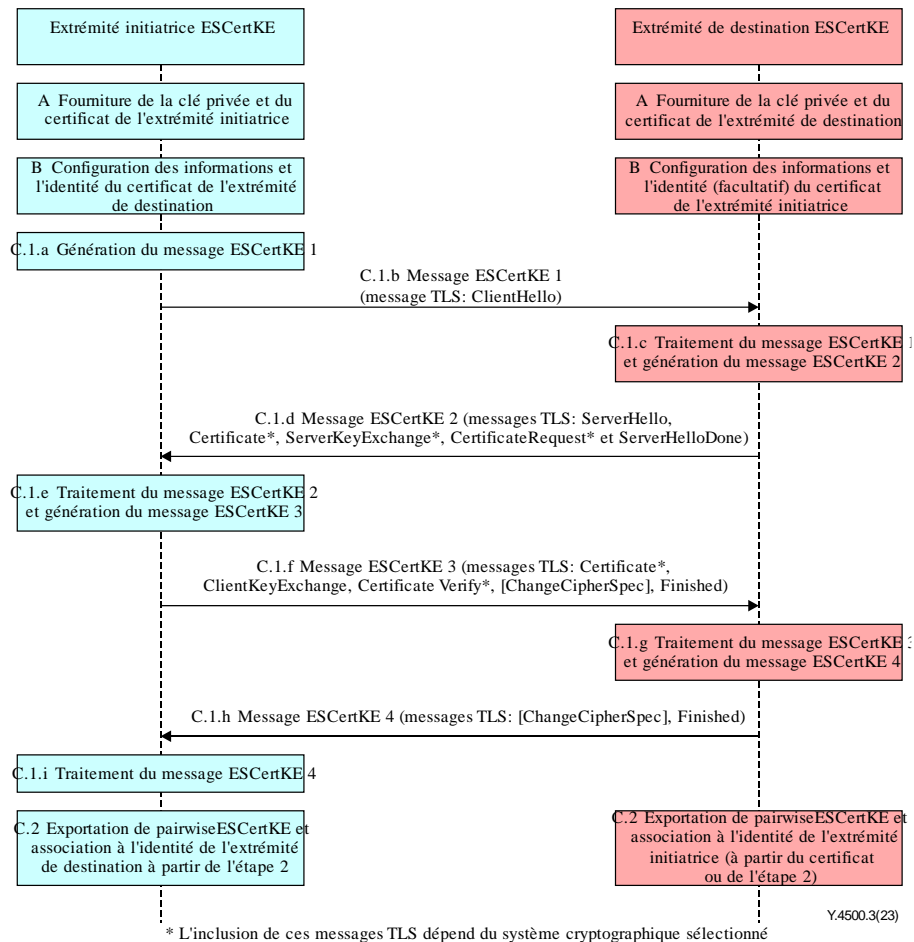 Extrémité initiatrice ESCertKE
Extrémité de destination ESCertKE
A Fourniture de la clé privée et du
certificat de l'extrémité initiatrice
A Fourniture de la clé privée et du
certificat de l'extrémité de destination
B Configuration des informations et
l'identité du certificat de l'extrémité
de destination
B Configuration des informations et
l'identité (facultatif) du certificat
de l'extrémité initiatrice
C.1.a Génération du message ESCertKE 1
C.1.b Message ESCertKE 1
(message TLS: ClientHello)
C.1.c Traitement du message ESCertKE 1
et génération du message ESCertKE 2
C.1.d Message ESCertKE 2 (messages TLS: ServerHello,
Certificate*, ServerKeyExchange*, CertificateRequest* et ServerHelloDone)
C.1.e Traitement du message ESCertKE 2
et génération du message ESCertKE 3
C.1.f Message ESCertKE 3 (messages TLS: Certificate*,
ClientKeyExchange, Certificate Verify*, [ChangeCipherSpec], Finished)
C.1.g Traitement du message ESCertKE 3
et génération du message ESCertKE 4
C.1.h Message ESCertKE 4 (messages TLS: [ChangeCipherSpec], Finished)
C.1.i Traitement du message ESCertKE 4
C.2 Exportation de pairwiseESCertKE et
association à l'identité de l'extrémité
de destination à partir de l'étape 2
C.2 Exportation de pairwiseESCertKE et
association à l'identité de l'extrémité
initiatrice (à partir du certificat
ou de l'étape 2)
Y.4500.3(23)
* L'inclusion de ces messages TLS dépend du système cryptographique sélectionné